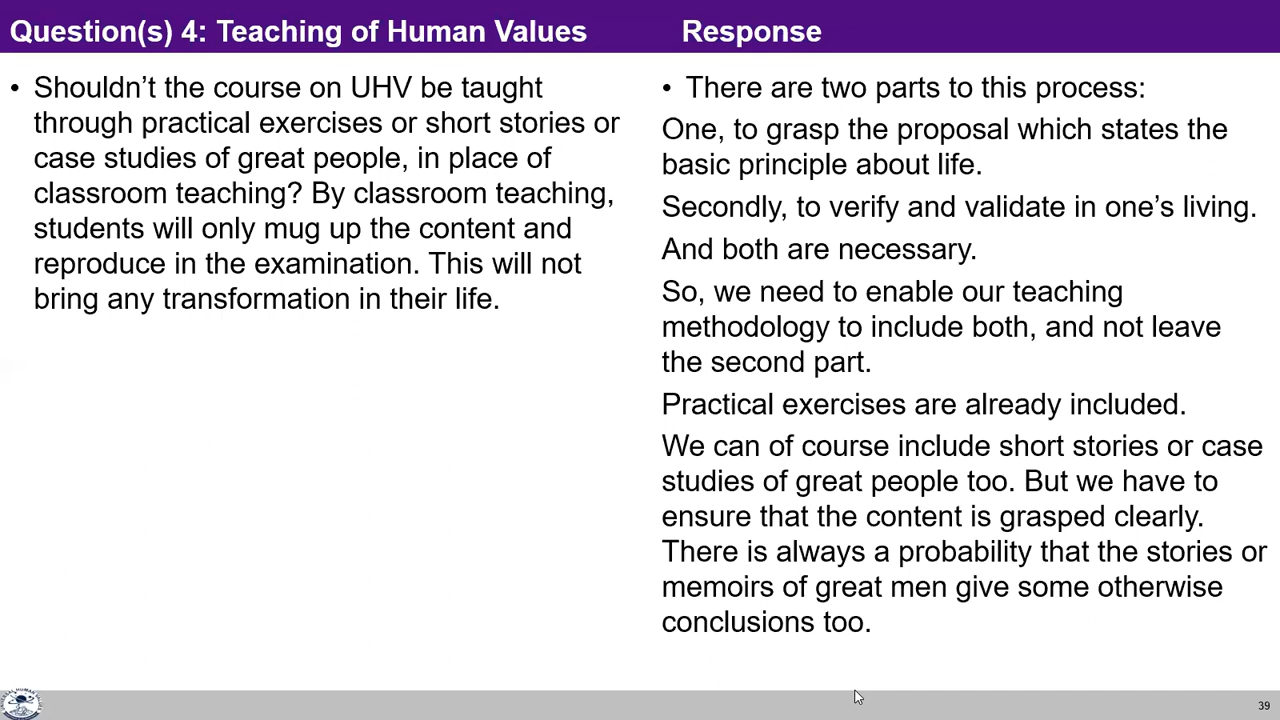 Question(s) 4: Teaching of Human Values
Response
• Shouldn’t the course on UHV be taught
through practical exercises or short stories or
case studies of great people, in place of
classroom teaching? By classroom teaching,
students will only mug up the content and
reproduce in the examination. This will not
bring any transformation in their life.
• There are two parts to this process:
One, to grasp the proposal which states the
basic principle about life.
Secondly, to verify and validate in one’s living.
And both are necessary.
So, we need to enable our teaching
methodology to include both, and not leave
the second part.
Practical exercises are already included.
We can of course include short stories or case
studies of great people too. But we have to
ensure that the content is grasped clearly.
There is always a probability that the stories or
memoirs of great men give some otherwise
conclusions too.
39